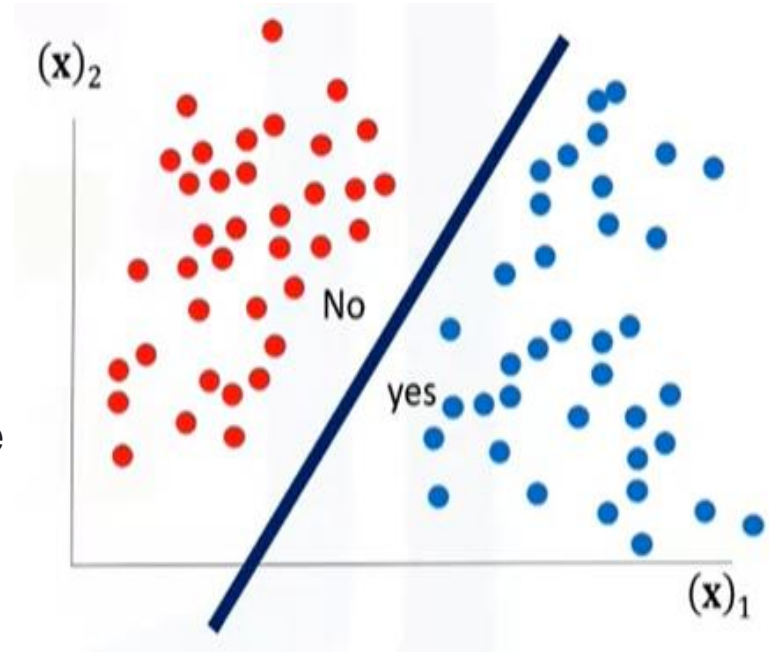 (x)₂
No
yes
e
(x)₁